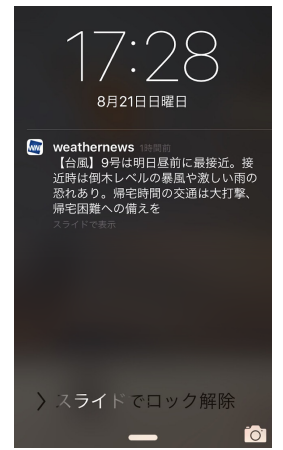 17:28
8月21日日曜日
weathernews 1時間前
【台風】9号は明日昼前に最接近。接
近時は倒木レベルの暴風や激しい雨の
恐れあり。帰宅時間の交通は大打撃、
帰宅困難への備えを
スライドで表示
スライドでロック解除